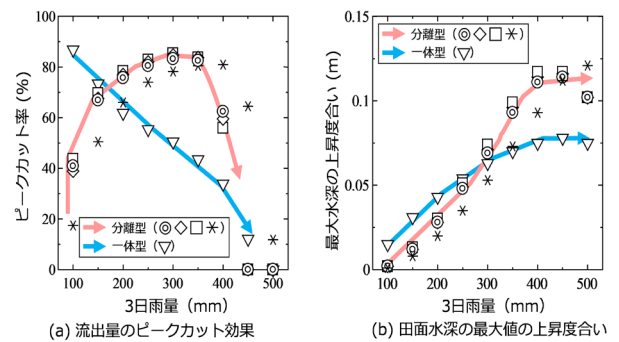 100
80
60
40
20
0
ピークカット率 (%)
分離型 (◎◇□＊)
一体型 (▽)
100 200 300 400 500
3日雨量 (mm)
(a) 流出量のピークカット効果
0.15
0.1
0.05
0
最大水深の上昇度合い (m)
分離型 (◎◇□＊)
一体型 (▽)
100 200 300 400 500
3日雨量 (mm)
(b) 田面水深の最大値の上昇度合い